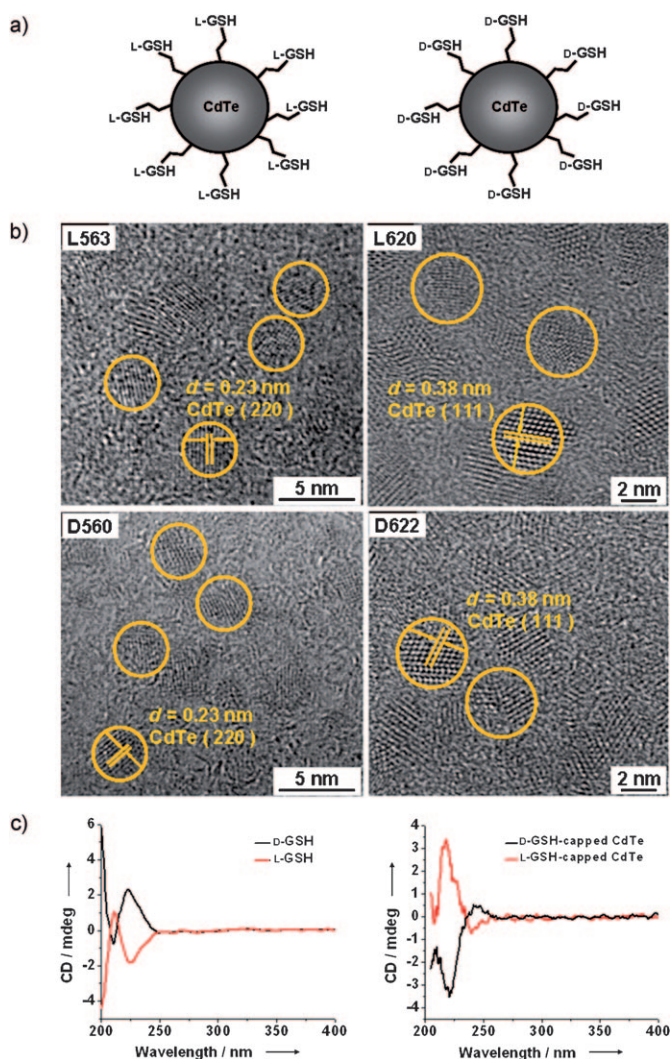 a)
L-GSH
L-GSH
L-GSH
L-GSH
CdTe
L-GSH
L-GSH
L-GSH
L-GSH
D-GSH
D-GSH
D-GSH
D-GSH
CdTe
D-GSH
D-GSH
D-GSH
D-GSH
b)
L563
d = 0.23 nm
CdTe (220)
5 nm
L620
d = 0.38 nm
CdTe (111)
2 nm
D560
d = 0.23 nm
CdTe (220)
5 nm
D622
d = 0.38 nm
CdTe (111)
2 nm
c)
CD / mdeg
6
4
2
0
-2
-4
D-GSH
L-GSH
200 250 300 350 400
Wavelength / nm
CD / mdeg
4
3
2
1
0
-1
-2
-3
-4
D-GSH-capped CdTe
L-GSH-capped CdTe
200 250 300 350 400
Wavelength / nm